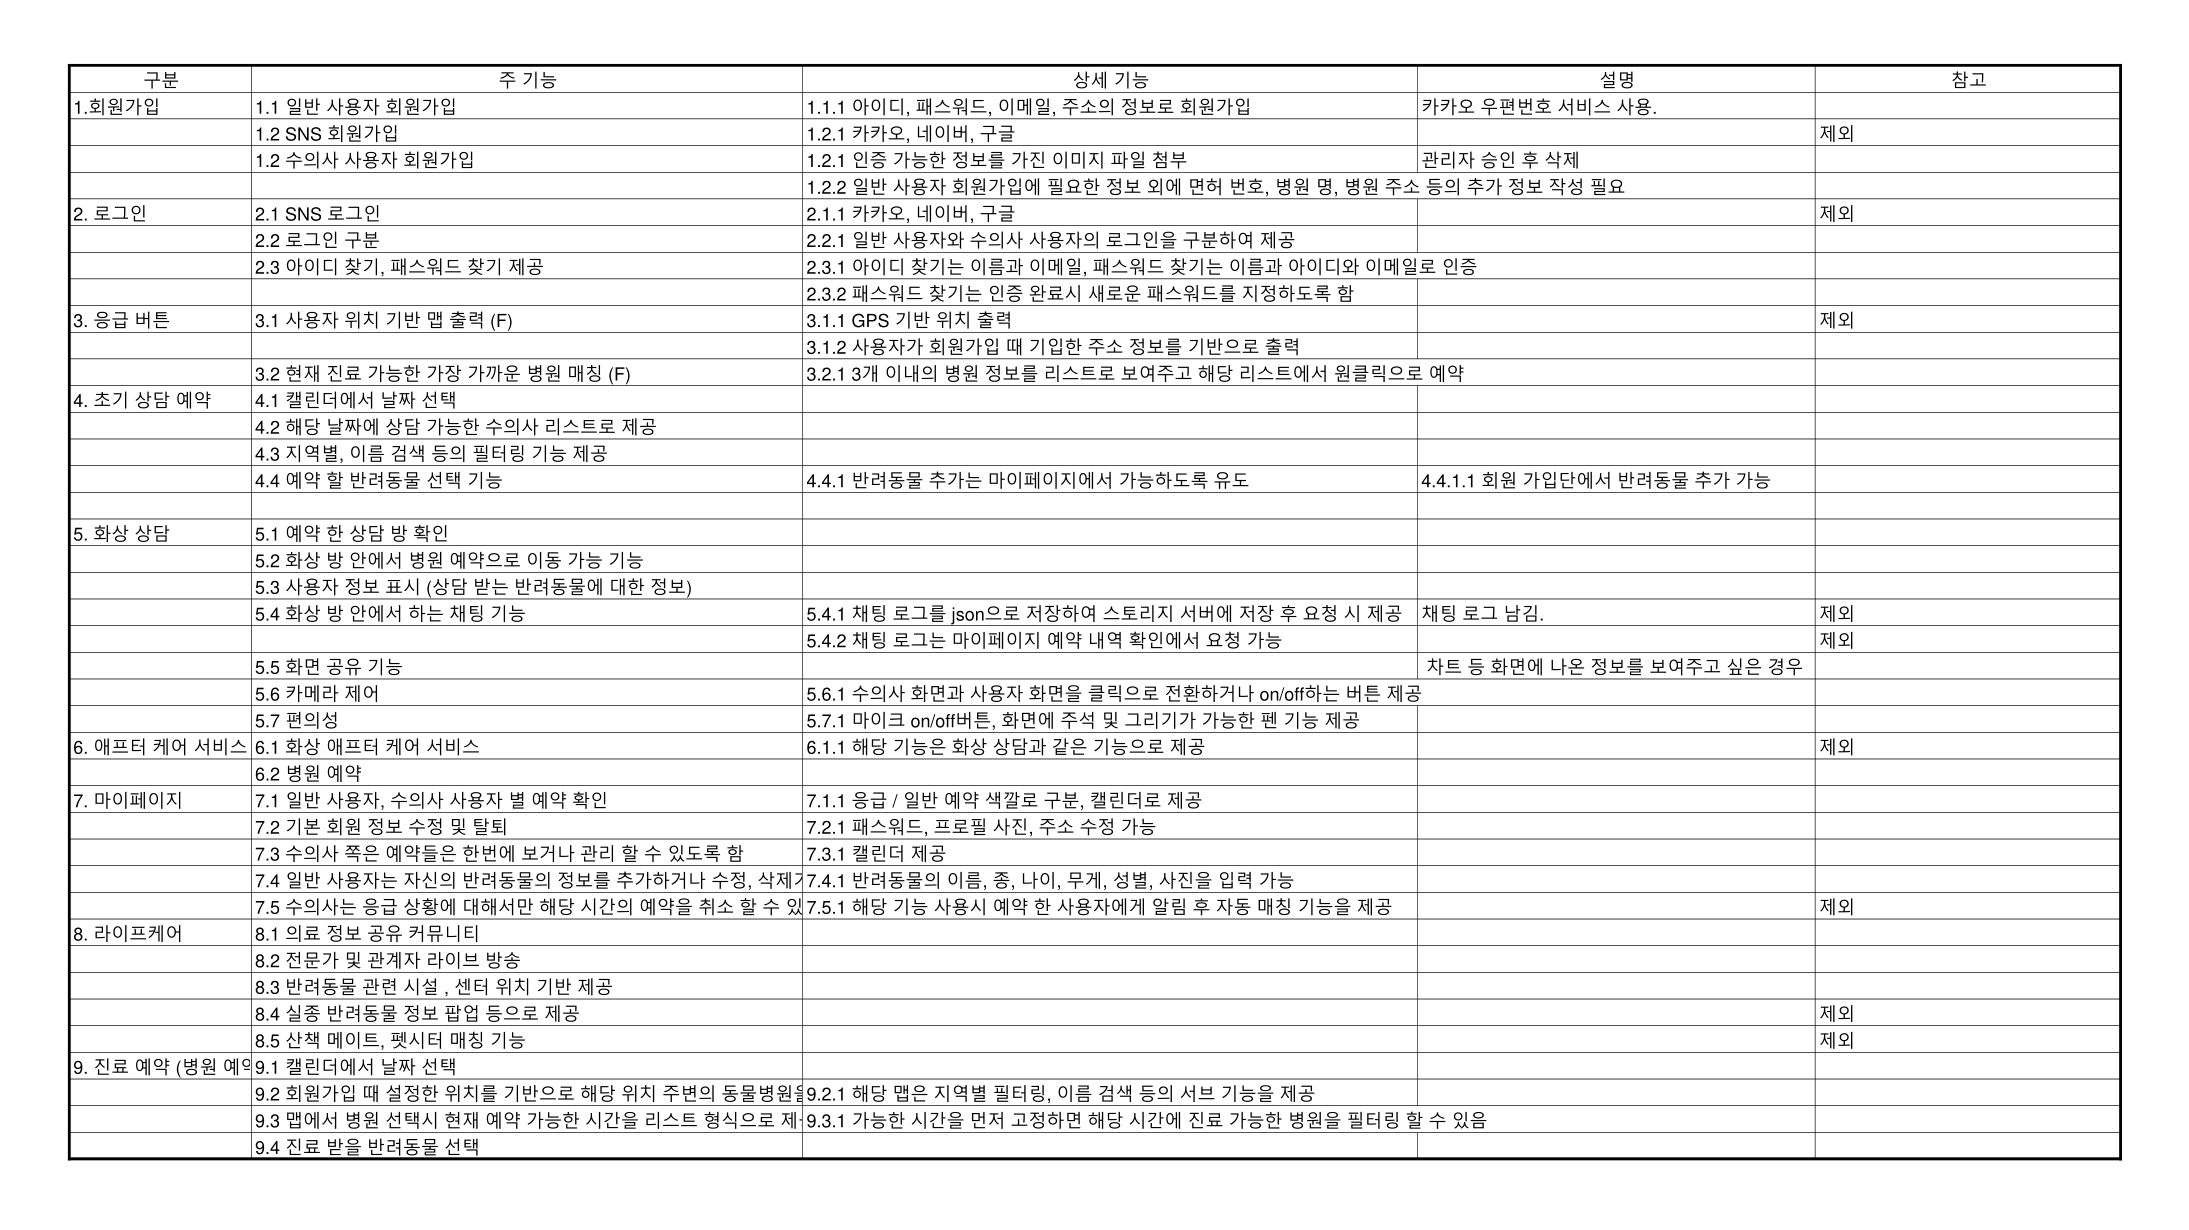 구분 주 기능 상세 기능 설명 참고
1.회원가입 1.1 일반 사용자 회원가입 1.1.1 아이디, 패스워드, 이메일, 주소의 정보로 회원가입 카카오 우편번호 서비스 사용.
1.2 SNS 회원가입 1.2.1 카카오, 네이버, 구글 제외
1.2 수의사 사용자 회원가입 1.2.1 인증 가능한 정보를 가진 이미지 파일 첨부 관리자 승인 후 삭제
1.2.2 일반 사용자 회원가입에 필요한 정보 외에 면허 번호, 병원 명, 병원 주소 등의 추가 정보 작성 필요
2. 로그인 2.1 SNS 로그인 2.1.1 카카오, 네이버, 구글 제외
2.2 로그인 구분 2.2.1 일반 사용자와 수의사 사용자의 로그인을 구분하여 제공
2.3 아이디 찾기, 패스워드 찾기 제공 2.3.1 아이디 찾기는 이름과 이메일, 패스워드 찾기는 이름과 아이디와 이메일로 인증
2.3.2 패스워드 찾기는 인증 완료시 새로운 패스워드를 지정하도록 함
3. 응급 버튼 3.1 사용자 위치 기반 맵 출력 (F) 3.1.1 GPS 기반 위치 출력 제외
3.1.2 사용자가 회원가입 때 기입한 주소 정보를 기반으로 출력
3.2 현재 진료 가능한 가장 가까운 병원 매칭 (F) 3.2.1 3개 이내의 병원 정보를 리스트로 보여주고 해당 리스트에서 원클릭으로 예약
4. 초기 상담 예약 4.1 캘린더에서 날짜 선택
4.2 해당 날짜에 상담 가능한 수의사 리스트로 제공
4.3 지역별, 이름 검색 등의 필터링 기능 제공
4.4 예약 할 반려동물 선택 기능 4.4.1 반려동물 추가는 마이페이지에서 가능하도록 유도 4.4.1.1 회원 가입단에서 반려동물 추가 가능
5. 화상 상담 5.1 예약 한 상담 방 확인
5.2 화상 방 안에서 병원 예약으로 이동 가능 기능
5.3 사용자 정보 표시 (상담 받는 반려동물에 대한 정보)
5.4 화상 방 안에서 하는 채팅 기능 5.4.1 채팅 로그를 json으로 저장하여 스토리지 서버에 저장 후 요청 시 제공 채팅 로그 남김. 제외
5.4.2 채팅 로그는 마이페이지 예약 내역 확인에서 요청 가능 제외
5.5 화면 공유 기능 차트 등 화면에 나온 정보를 보여주고 싶은 경우
5.6 카메라 제어 5.6.1 수의사 화면과 사용자 화면을 클릭으로 전환하거나 on/off하는 버튼 제공
5.7 편의성 5.7.1 마이크 on/off버튼, 화면에 주석 및 그리기가 가능한 펜 기능 제공
6. 애프터 케어 서비스 6.1 화상 애프터 케어 서비스 6.1.1 해당 기능은 화상 상담과 같은 기능으로 제공 제외
6.2 병원 예약
7. 마이페이지 7.1 일반 사용자, 수의사 사용자 별 예약 확인 7.1.1 응급 / 일반 예약 색깔로 구분, 캘린더로 제공
7.2 기본 회원 정보 수정 및 탈퇴 7.2.1 패스워드, 프로필 사진, 주소 수정 가능
7.3 수의사 쪽은 예약들은 한번에 보거나 관리 할 수 있도록 함 7.3.1 캘린더 제공
7.4 일반 사용자는 자신의 반려동물의 정보를 추가하거나 수정, 삭제가 7.4.1 반려동물의 이름, 종, 나이, 무게, 성별, 사진을 입력 가능
7.5 수의사는 응급 상황에 대해서만 해당 시간의 예약을 취소 할 수 있 7.5.1 해당 기능 사용시 예약 한 사용자에게 알림 후 자동 매칭 기능을 제공 제외
8. 라이프케어 8.1 의료 정보 공유 커뮤니티
8.2 전문가 및 관계자 라이브 방송
8.3 반려동물 관련 시설 , 센터 위치 기반 제공
8.4 실종 반려동물 정보 팝업 등으로 제공 제외
8.5 산책 메이트, 펫시터 매칭 기능 제외
9. 진료 예약 (병원 예약 9.1 캘린더에서 날짜 선택
9.2 회원가입 때 설정한 위치를 기반으로 해당 위치 주변의 동물병원을 9.2.1 해당 맵은 지역별 필터링, 이름 검색 등의 서브 기능을 제공
9.3 맵에서 병원 선택시 현재 예약 가능한 시간을 리스트 형식으로 제 9.3.1 가능한 시간을 먼저 고정하면 해당 시간에 진료 가능한 병원을 필터링 할 수 있음
9.4 진료 받을 반려동물 선택